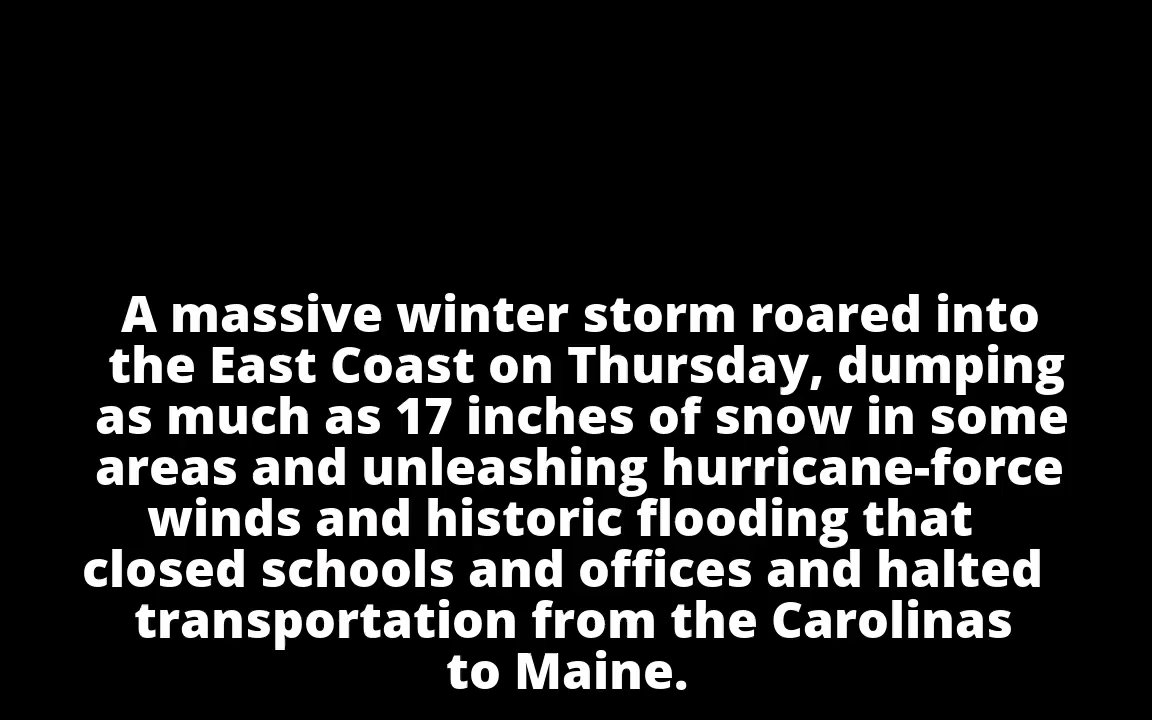 A massive winter storm roared into
the East Coast on Thursday, dumping
as much as 17 inches of snow in some
areas and unleashing hurricane-force
winds and historic flooding that
closed schools and offices and halted
transportation from the Carolinas
to Maine.